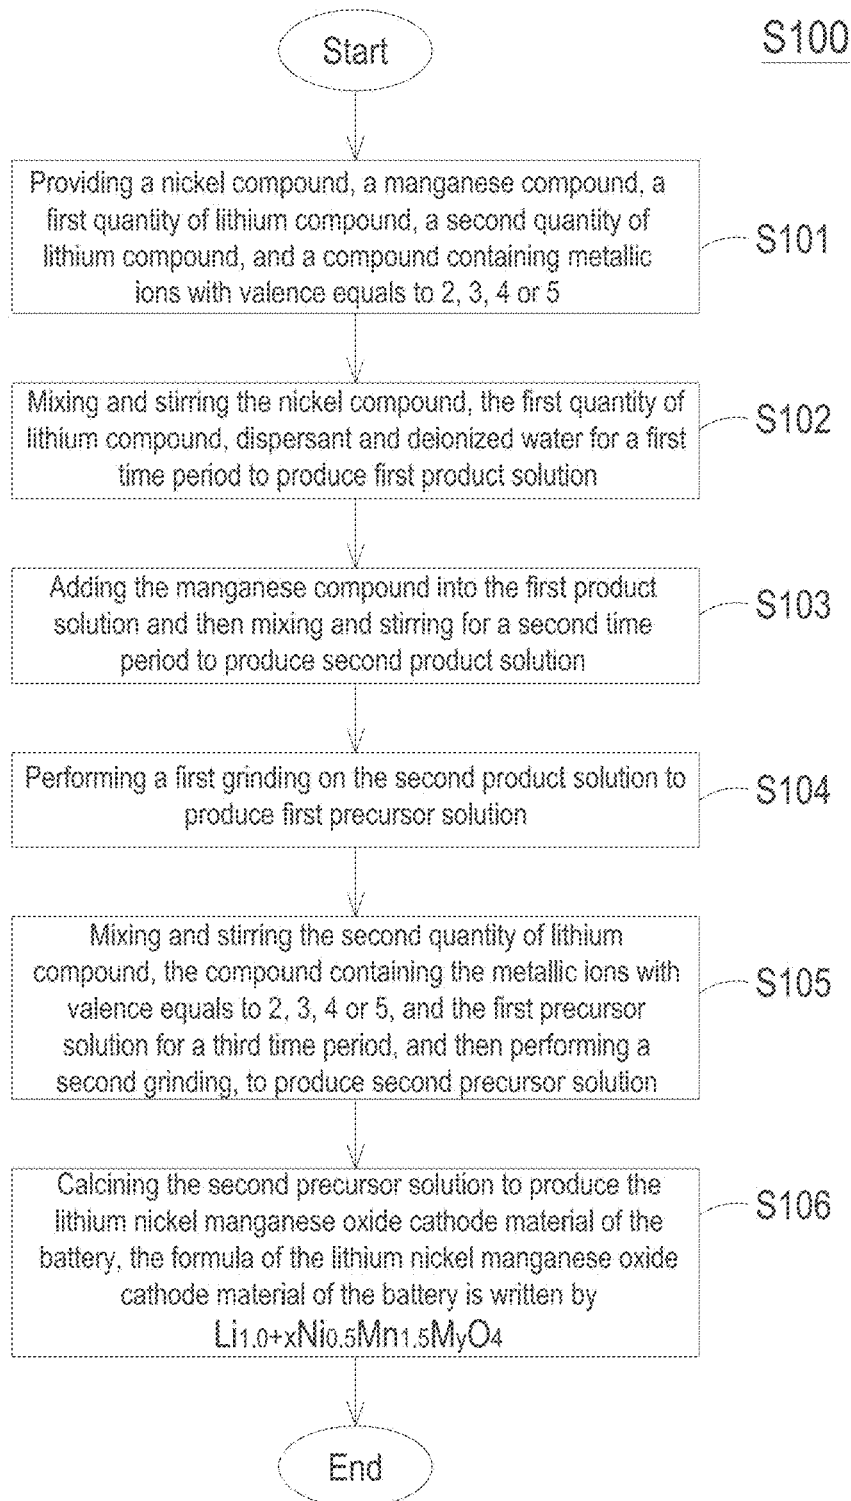 Start
S100
Providing a nickel compound, a manganese compound, a
first quantity of lithium compound, a second quantity of
lithium compound, and a compound containing metallic
ions with valence equals to 2, 3, 4 or 5
S101
Mixing and stirring the nickel compound, the first quantity of
lithium compound, dispersant and deionized water for a first
time period to produce first product solution
S102
Adding the manganese compound into the first product
solution and then mixing and stirring for a second time
period to produce second product solution
S103
Performing a first grinding on the second product solution to
produce first precursor solution
S104
Mixing and stirring the second quantity of lithium
compound, the compound containing the metallic ions with
valence equals to 2, 3, 4 or 5, and the first precursor
solution for a third time period, and then performing a
second grinding, to produce second precursor solution
S105
Calcining the second precursor solution to produce the
lithium nickel manganese oxide cathode material of the
battery, the formula of the lithium nickel manganese oxide
cathode material of the battery is written by
Li1.0+xNi0.5Mn1.5MyO4
S106
End